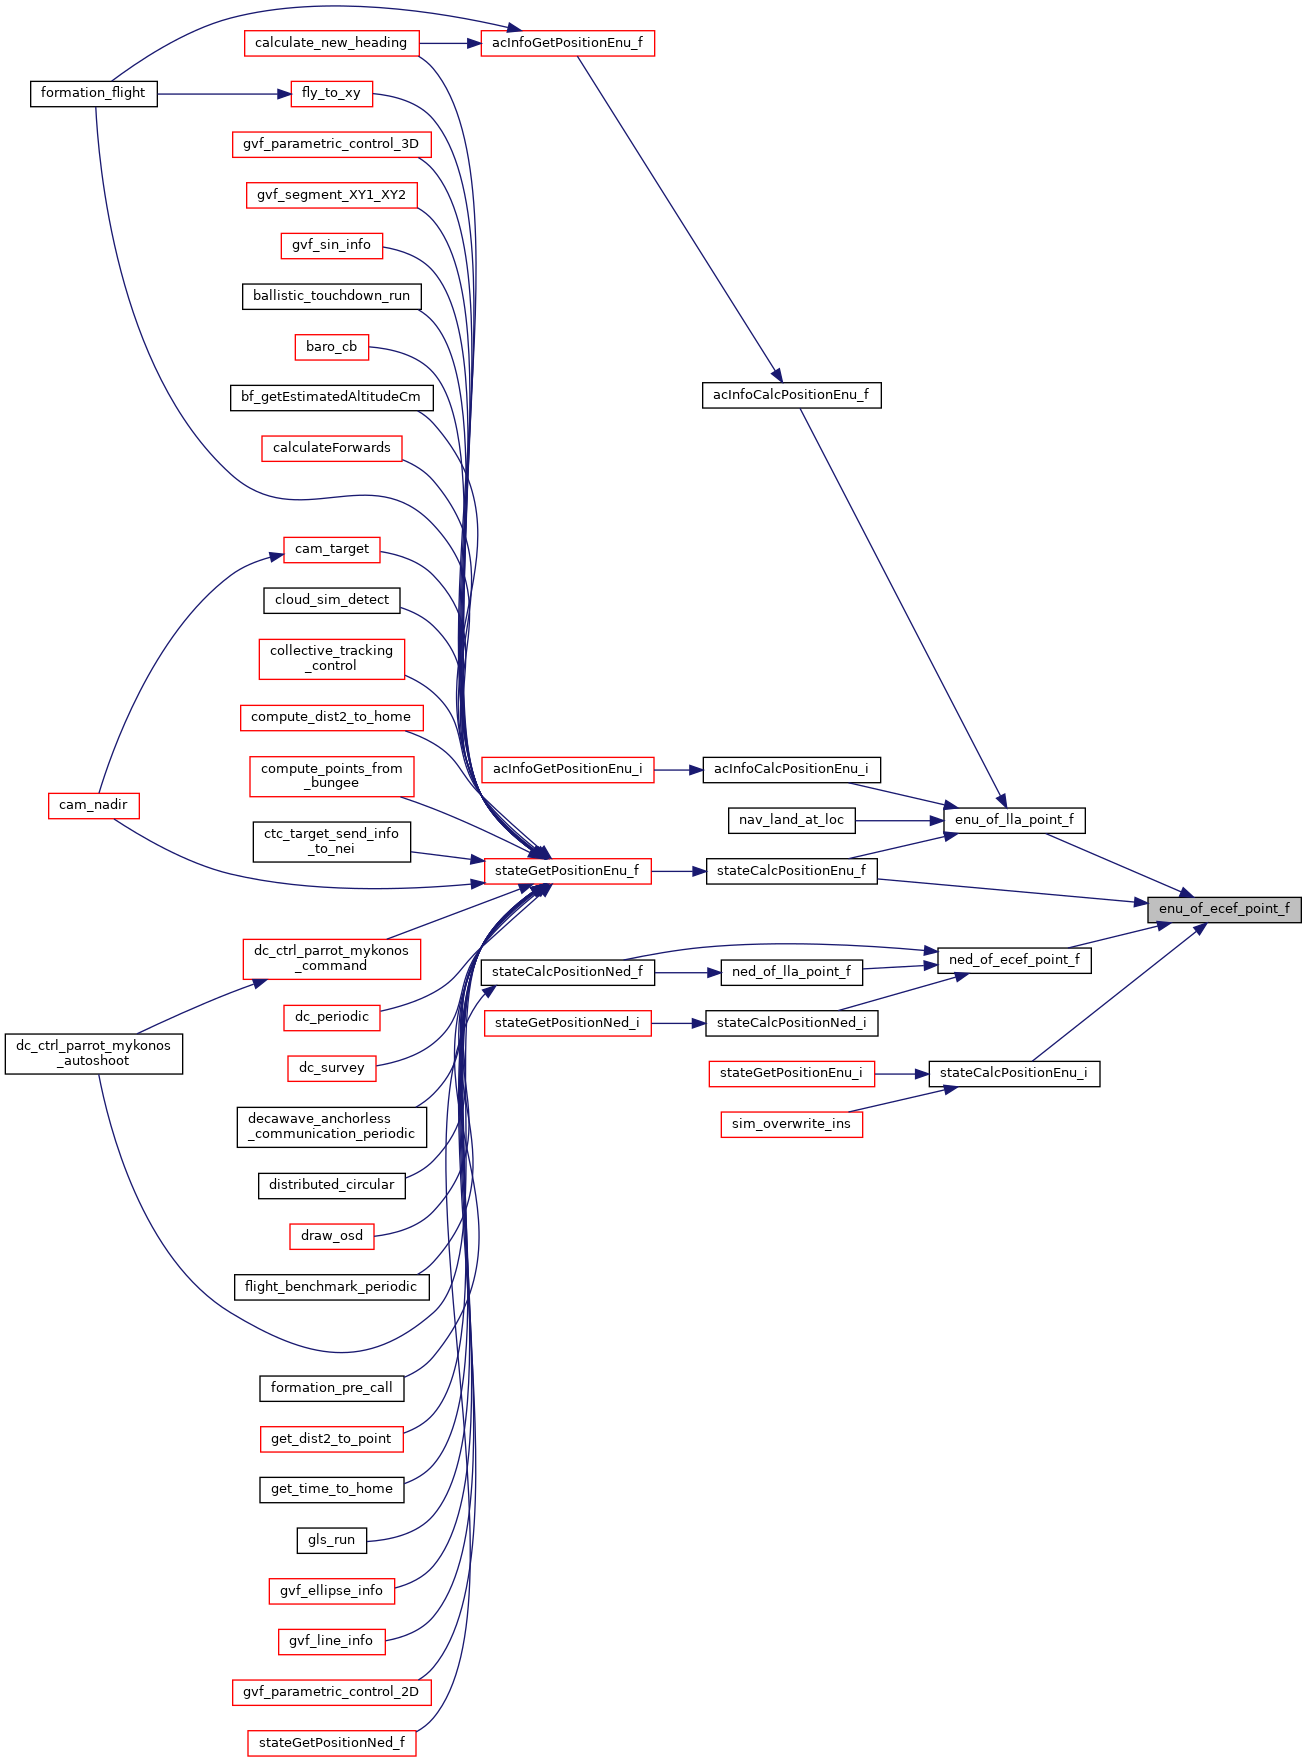 calculate_new_heading
acInfoGetPositionEnu_f
formation_flight
fly_to_xy
gvf_parametric_control_3D
gvf_segment_XY1_XY2
gvf_sin_info
ballistic_touchdown_run
baro_cb
bf_getEstimatedAltitudeCm
acInfoCalcPositionEnu_f
calculateForwards
cam_target
cloud_sim_detect
collective_tracking
_control
compute_dist2_to_home
compute_points_from
_bungee
acInfoGetPositionEnu_i
acInfoCalcPositionEnu_i
cam_nadir
nav_land_at_loc
enu_of_lla_point_f
ctc_target_send_info
_to_nei
stateGetPositionEnu_f
stateCalcPositionEnu_f
enu_of_ecef_point_f
dc_ctrl_parrot_mykonos
_command
stateCalcPositionNed_f
ned_of_lla_point_f
ned_of_ecef_point_f
dc_periodic
stateGetPositionNed_i
stateCalcPositionNed_i
dc_ctrl_parrot_mykonos
_autoshoot
dc_survey
stateGetPositionEnu_i
stateCalcPositionEnu_i
decawave_anchorless
_communication_periodic
sim_overwrite_ins
distributed_circular
draw_osd
flight_benchmark_periodic
formation_pre_call
get_dist2_to_point
get_time_to_home
gls_run
gvf_ellipse_info
gvf_line_info
gvf_parametric_control_2D
stateGetPositionNed_f